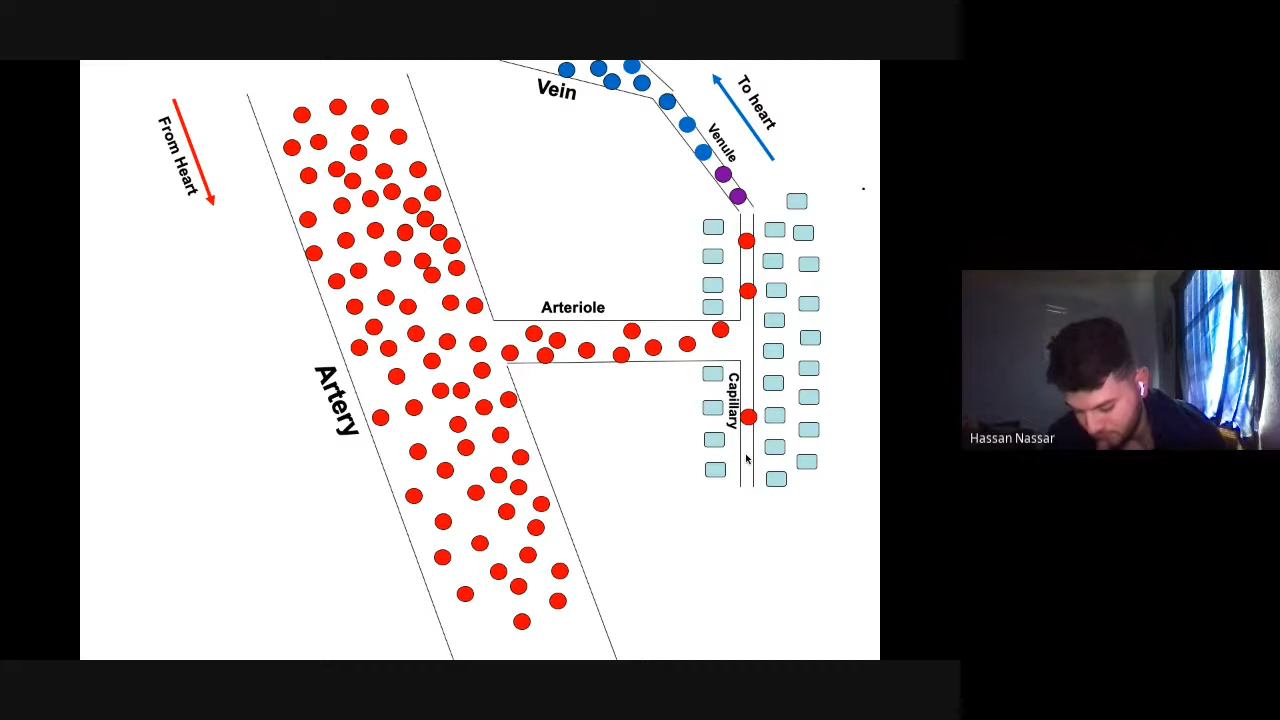 From Heart
Vein
To heart
Venule
Arteriole
Artery
Capillary
Hassan Nassar